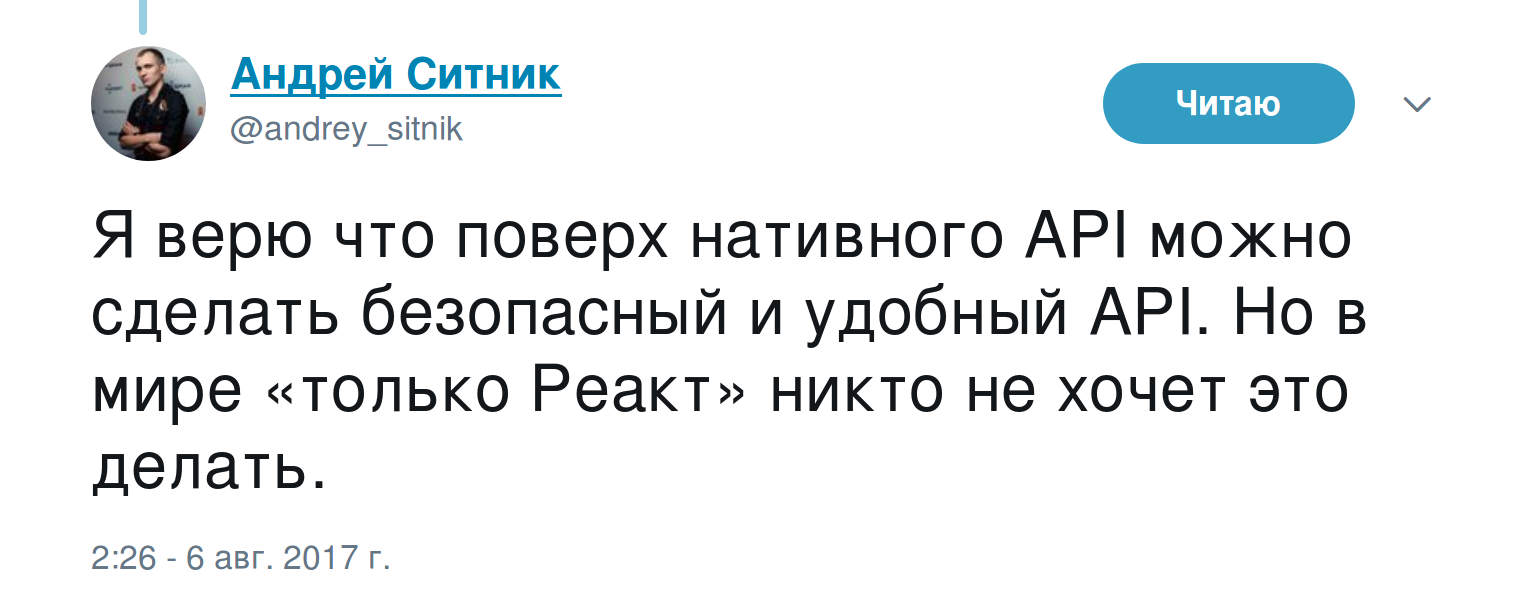 Андрей Ситник
@andrey_sitnik
Читаю
Я верю что поверх нативного API можно
сделать безопасный и удобный API. Но в
мире «только Реакт» никто не хочет это
делать.
2:26 - 6 авг. 2017 г.